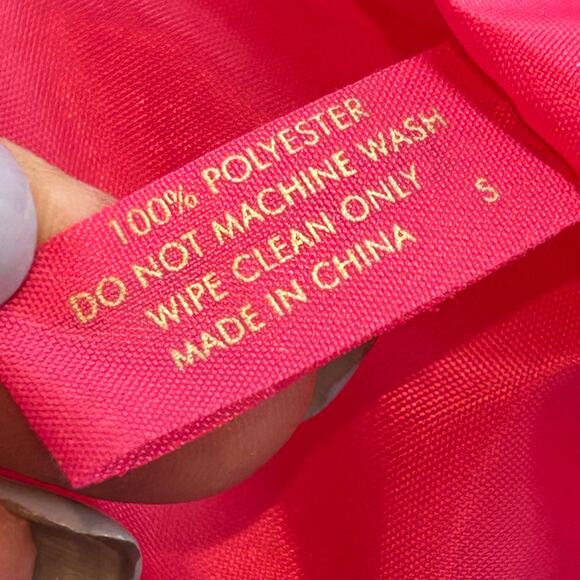 100% POLYESTER
DO NOT MACHINE WASH
WIPE CLEAN ONLY
MADE IN CHINA
S